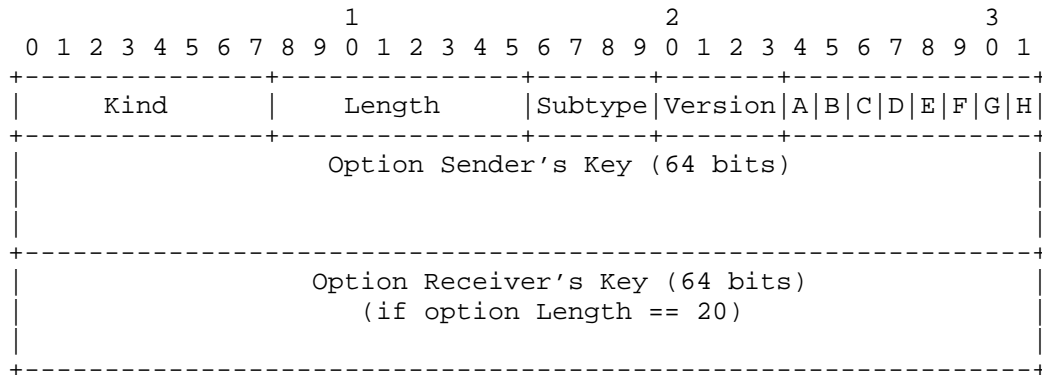 1                   2                   3
 0 1 2 3 4 5 6 7 8 9 0 1 2 3 4 5 6 7 8 9 0 1 2 3 4 5 6 7 8 9 0 1
+---------------+---------------+-------+-------+---------------+
|     Kind      |    Length     |Subtype|Version|A|B|C|D|E|F|G|H|
+---------------+---------------+-------+-------+---------------+
|                   Option Sender's Key (64 bits)               |
|                                                               |
|                                                               |
+---------------------------------------------------------------+
|                  Option Receiver's Key (64 bits)              |
|                     (if option Length == 20)                  |
|                                                               |
+---------------------------------------------------------------+